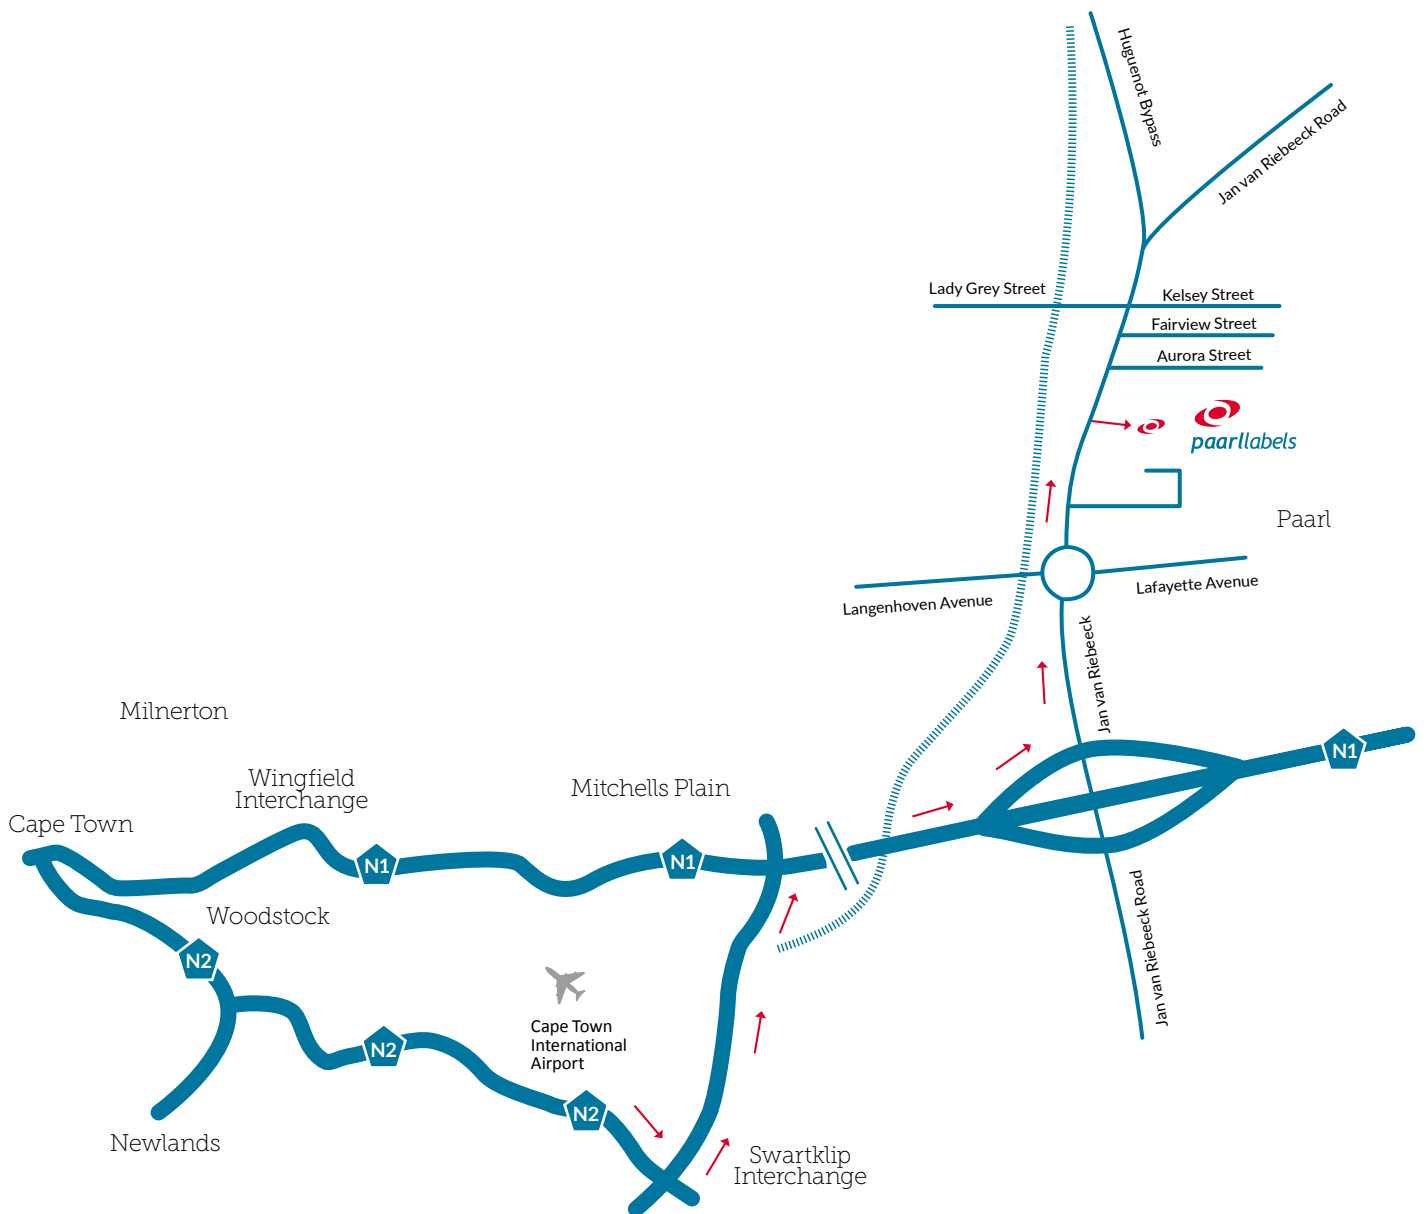 Huguenot Bypass
Jan van Riebeeck Road
Lady Grey Street
Kelsey Street
Fairview Street
Aurora Street
paarllabels
Paarl
Langenhoven Avenue
Lafayette Avenue
Jan van Riebeeck
Milnerton
Wingfield
Interchange
Mitchells Plain
Cape Town
N1
N1
N1
Woodstock
N2
Jan van Riebeeck Road
Cape Town
International
Airport
N2
N2
Newlands
Swartklip
Interchange